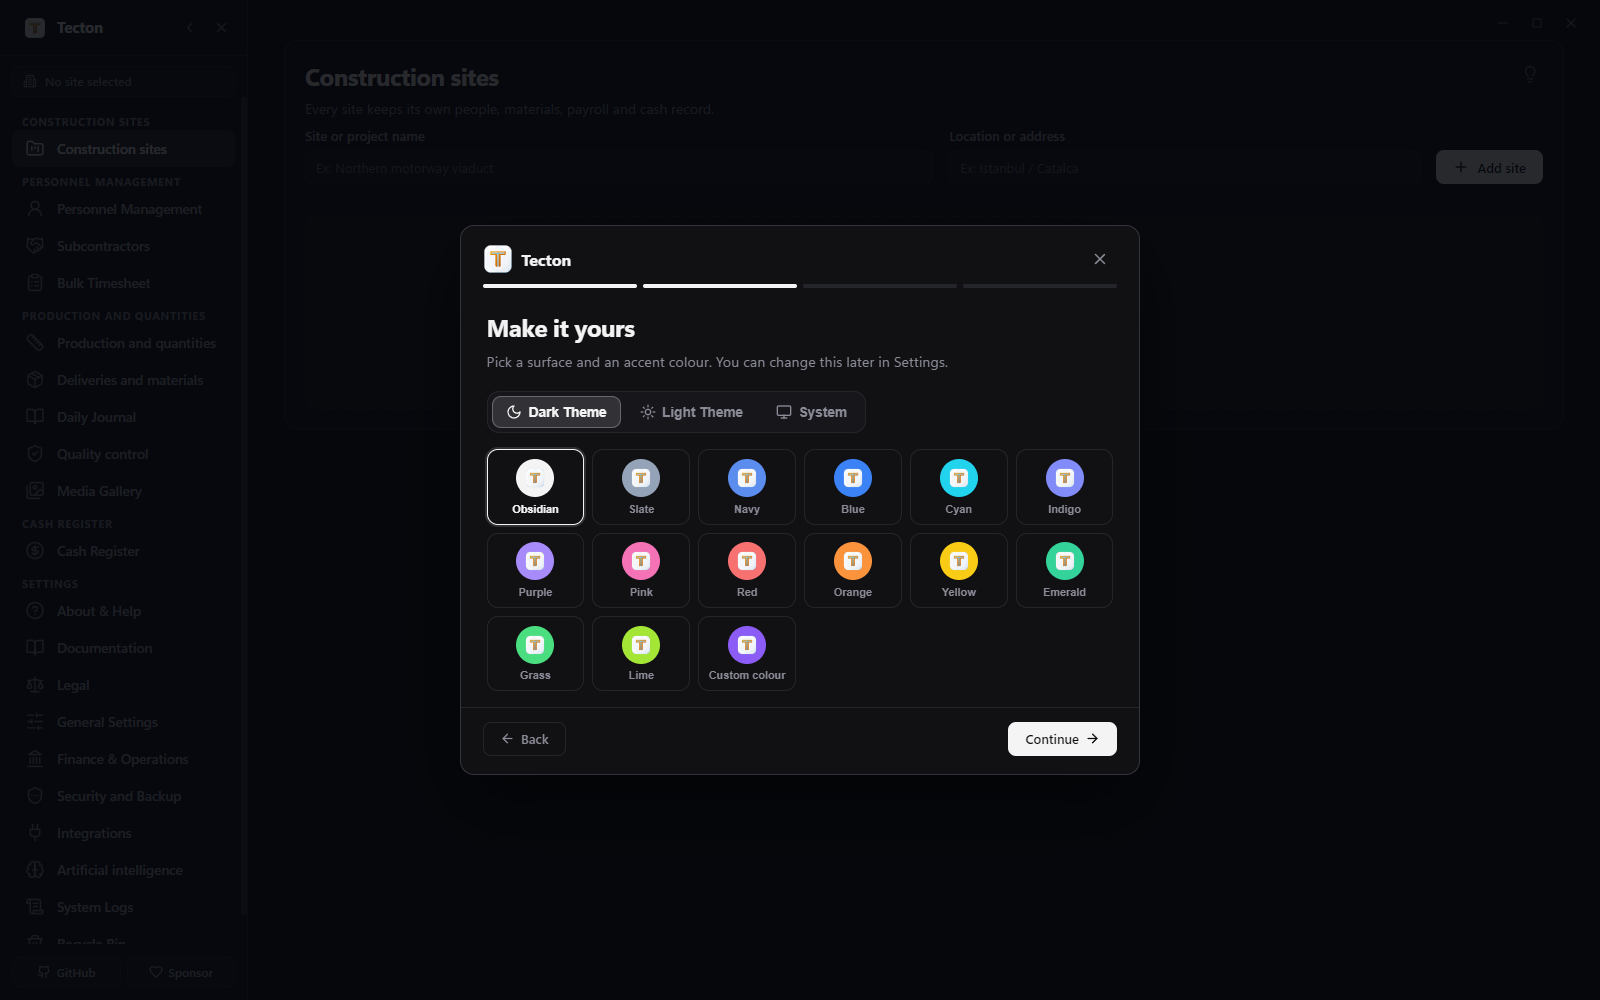 Tecton
No site selected
CONSTRUCTION SITES
Construction sites
PERSONNEL MANAGEMENT
Personnel Management
Subcontractors
Bulk Timesheet
PRODUCTION AND QUANTITIES
Production and quantities
Deliveries and materials
Daily Journal
Quality control
Media Gallery
CASH REGISTER
Cash Register
SETTINGS
About & Help
Documentation
Legal
General Settings
Finance & Operations
Security and Backup
Integrations
Artificial intelligence
System Logs
Recycle Bin
GitHub
Sponsor
Construction sites
Every site keeps its own people, materials, payroll and cash record.
Site or project name
Location or address
Ex: Northern motorway viaduct
Ex: Istanbul / Catalca
Add site
Tecton
Make it yours
Pick a surface and an accent colour. You can change this later in Settings.
Dark Theme
Light Theme
System
Obsidian
Slate
Navy
Blue
Cyan
Indigo
Purple
Pink
Red
Orange
Yellow
Emerald
Grass
Lime
Custom colour
Back
Continue